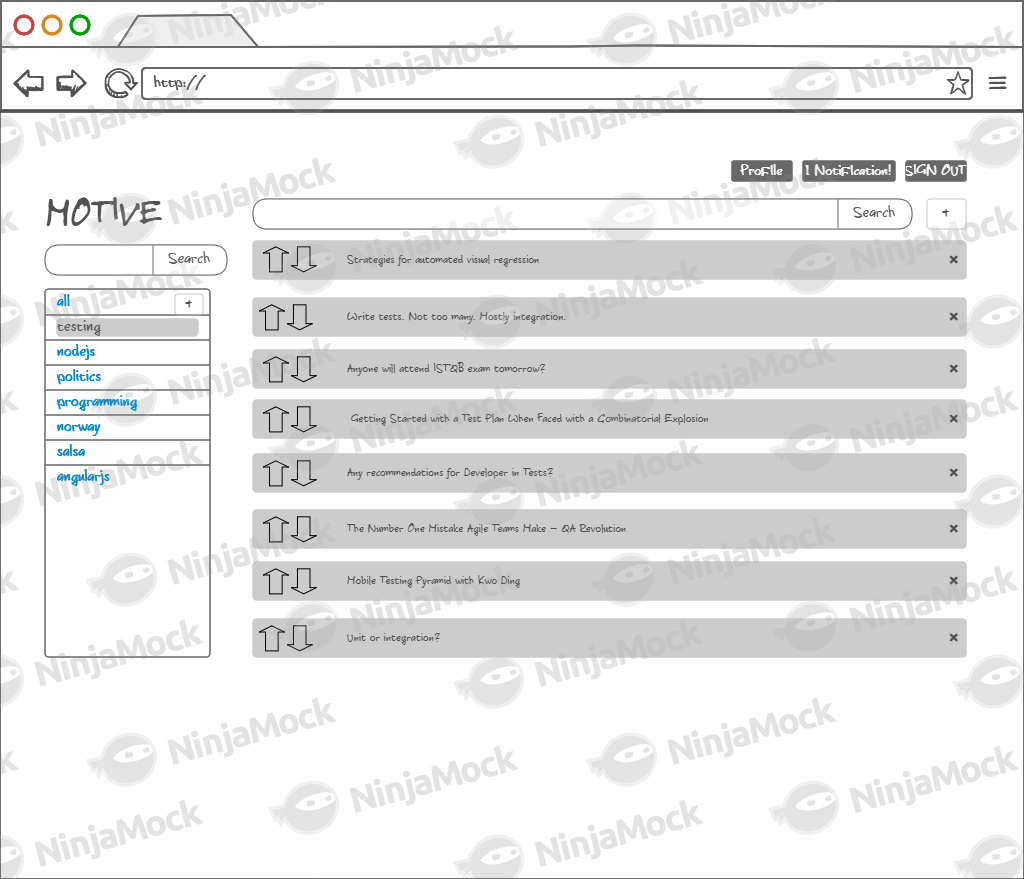 http://
Profile
1 Notification!
SIGN OUT
MOTIVE
Search
+
Search
all
+
testing
nodejs
politics
programming
norway
salsa
angularjs
Strategies for automated visual regression
Write tests. Not too many. Mostly integration.
Anyone will attend ISTQB exam tomorrow?
Getting Started with a Test Plan When Faced with a Combinatorial Explosion
Any recommendations for Developer in Tests?
The Number One Mistake Agile Teams Make – QA Revolution
Mobile Testing Pyramid with Kwo Ding
Unit or integration?
NinjaMock